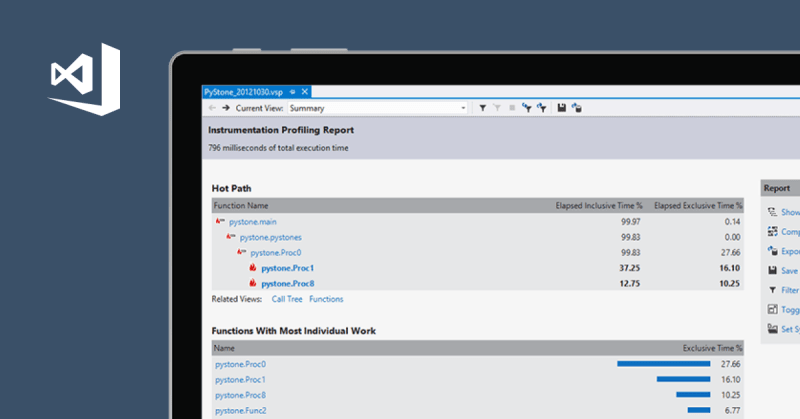 PyStone_20121030.vsp
Current View: Summary
Instrumentation Profiling Report
796 milliseconds of total execution time
Hot Path
Function Name Elapsed Inclusive Time % Elapsed Exclusive Time %
pystone.main 99.97 0.14
pystone.pystones 99.83 0.00
pystone.Proc0 99.83 27.66
pystone.Proc1 37.25 16.10
pystone.Proc8 12.75 10.25
Related Views: Call Tree Functions
Functions With Most Individual Work
Name Exclusive Time %
pystone.Proc0 27.66
pystone.Proc1 16.10
pystone.Proc8 10.25
pystone.Func2 6.77
Report
Show
Comp
Expor
Save
Filter
Togg
Set Sy